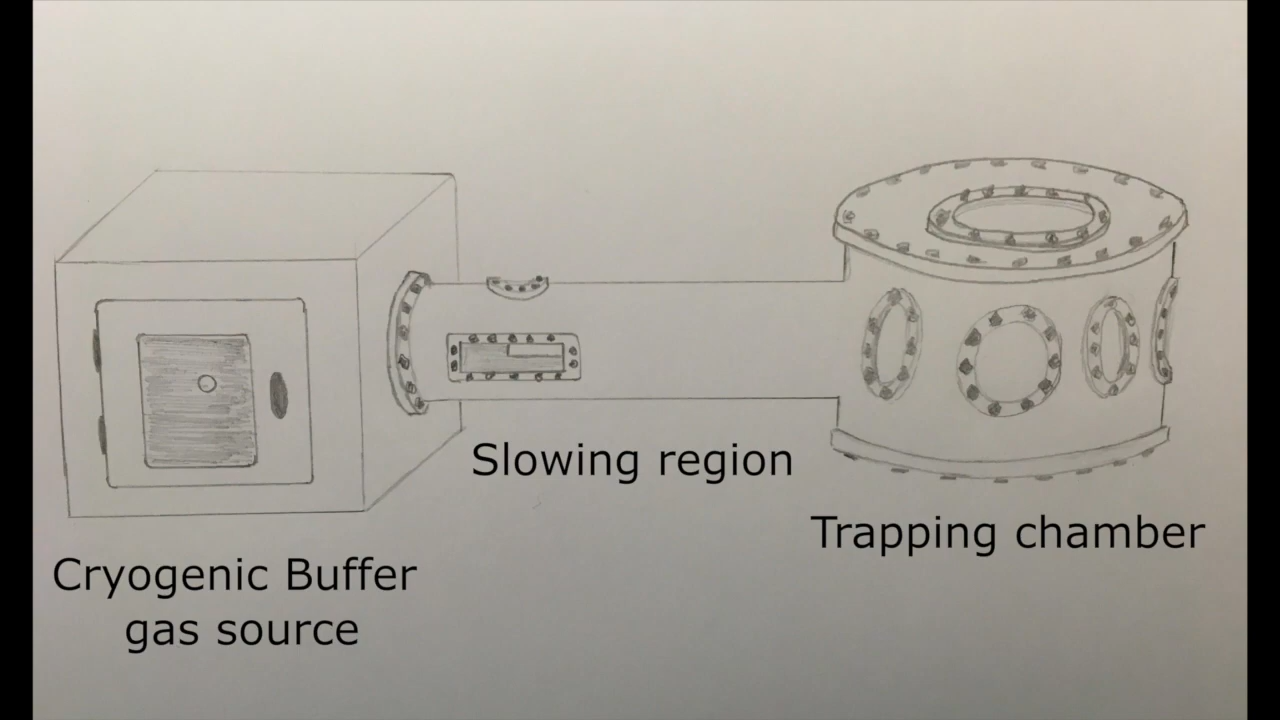 Slowing region
Trapping chamber
Cryogenic Buffer
gas source